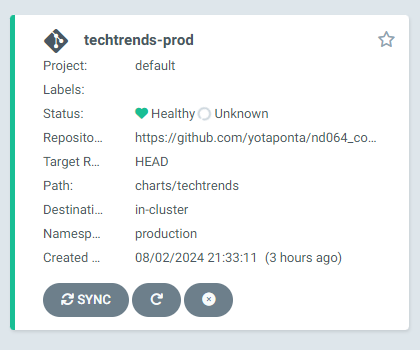 techtrends-prod
Project: default
Labels:
Status: Healthy Unknown
Reposito... https://github.com/yotaponta/nd064_co...
Target R... HEAD
Path: charts/techtrends
Destinati... in-cluster
Namesp... production
Created ... 08/02/2024 21:33:11 (3 hours ago)
SYNC